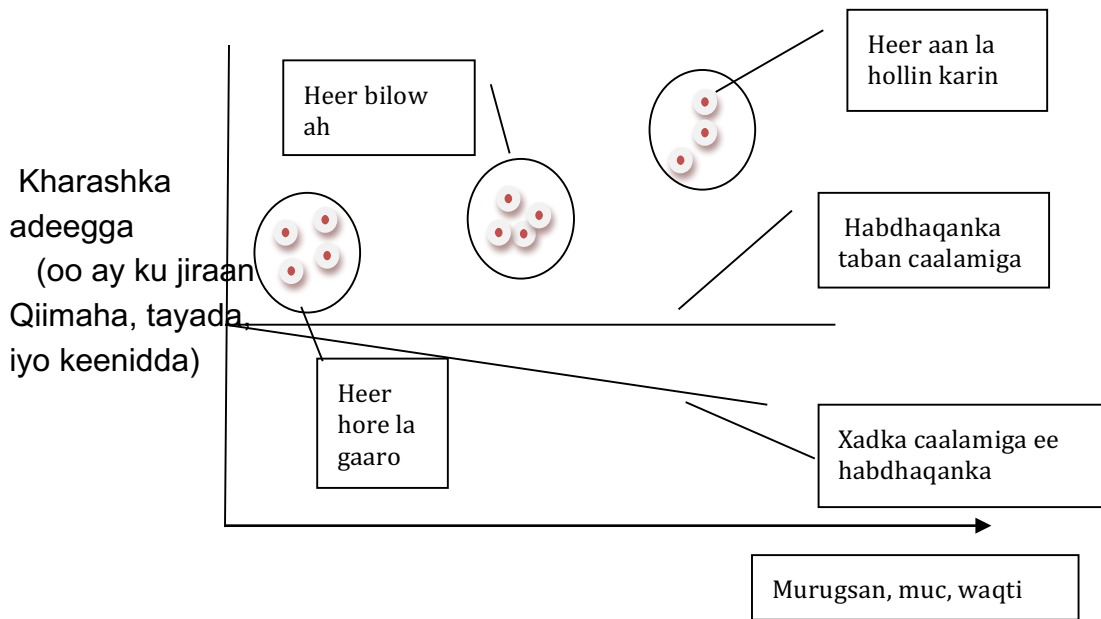 Heer aan la
hollin karin
Heer bilow
ah
Kharashka
adeegga
(oo ay ku jiraan
Qiimaha, tayada,
iyo keenidda)
Habdhaqanka
taban caalamiga
Heer
hore la
gaaro
Xadka caalamiga ee
habdhaqanka
Murugsan, muc, waqti